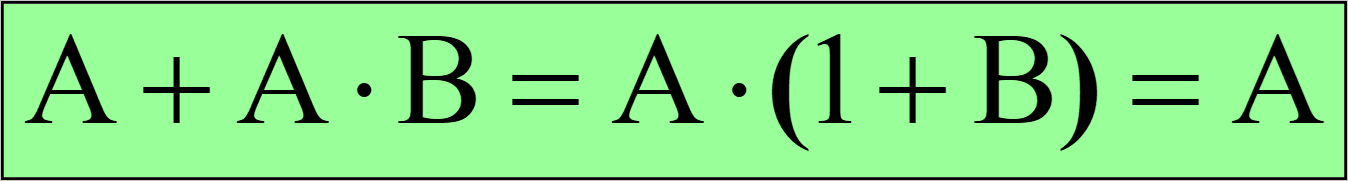 A + A · B = A · (1 + B) = A